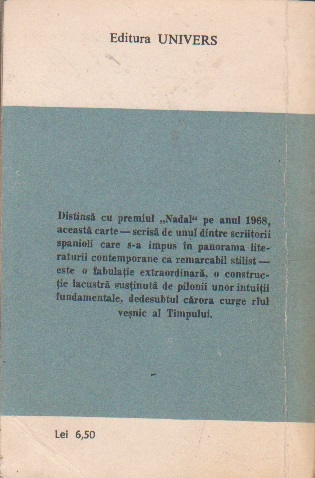 Editura UNIVERS
Distinsă cu premiul „Nadal“ pe anul 1968,
această carte — scrisă de unul dintre scriitorii
spanioli care s-a impus în panorama lite-
raturii contemporane ca remarcabil stilist —
este o fabulație extraordinară, o construc-
ție lacustră susținută de pilonii unor intuiții
fundamentale, dedesubtul cărora curge rîul
veșnic al Timpului.
Lei 6,50